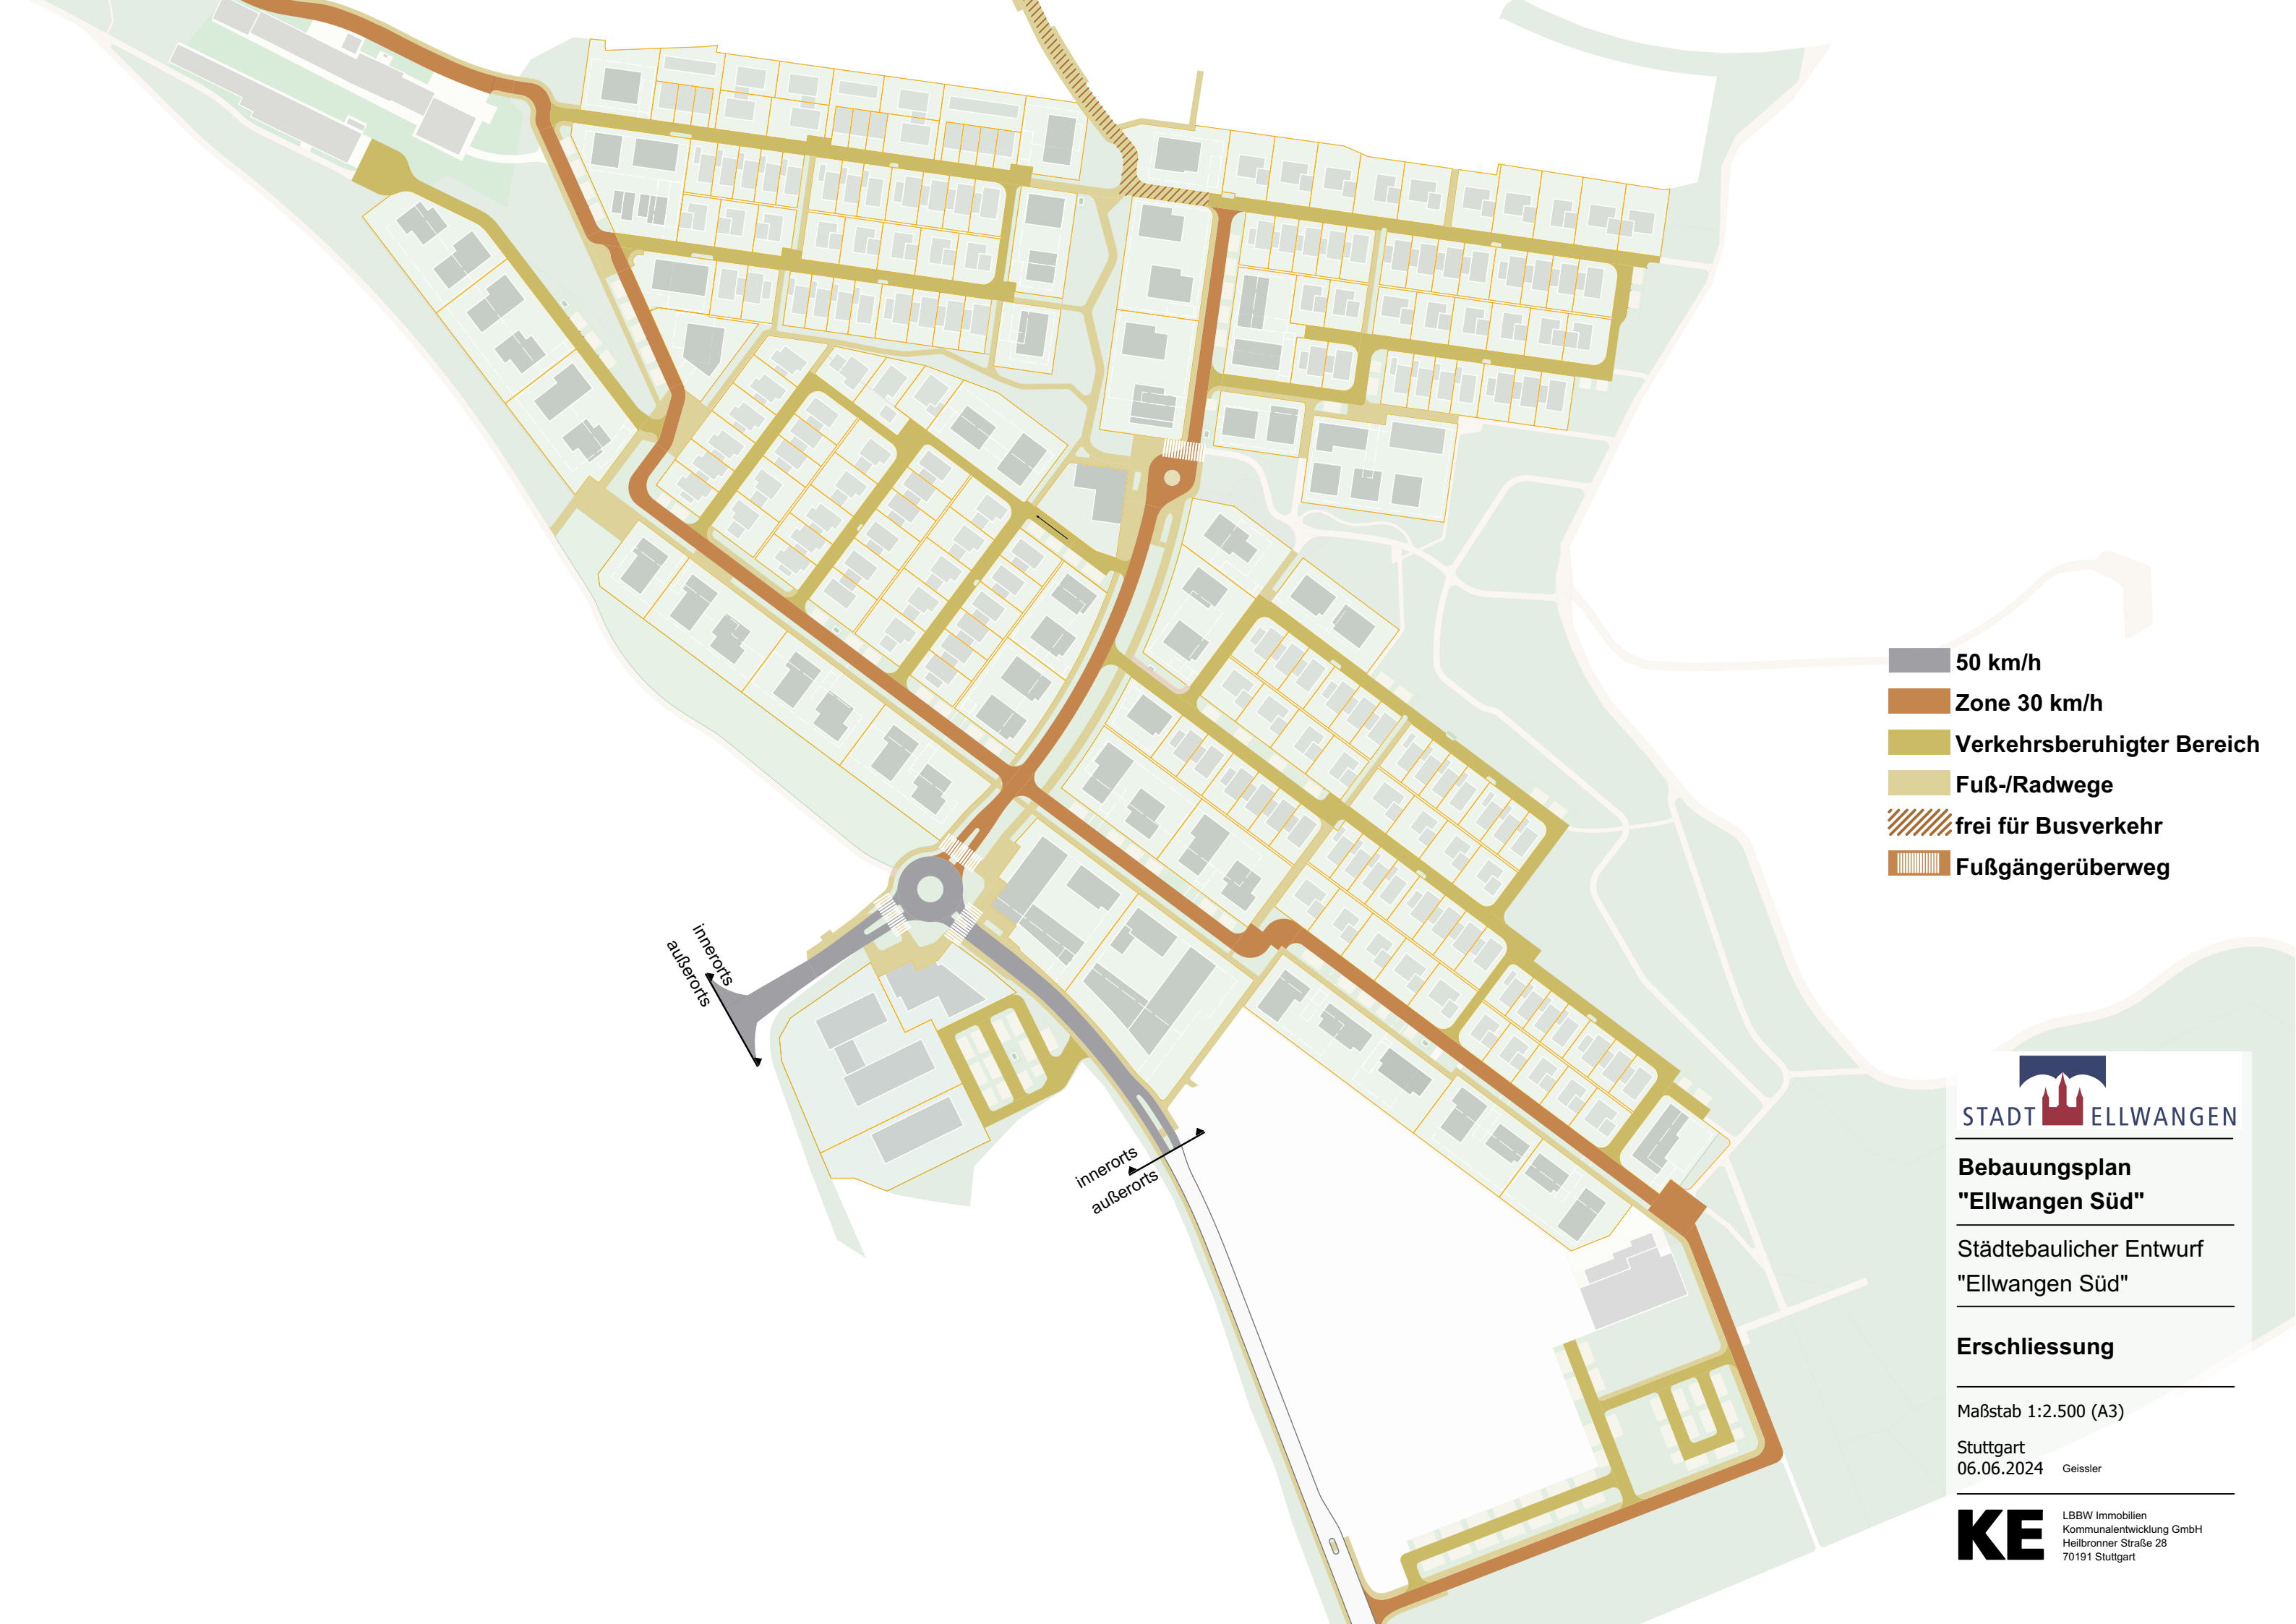 50 km/h
Zone 30 km/h
Verkehrsberuhigter Bereich
Fuß-/Radwege
frei für Busverkehr
Fußgängerüberweg
innerorts
außerorts
innerorts
außerorts
STADT ELLWANGEN
Bebauungsplan
"Ellwangen Süd"
Städtebaulicher Entwurf
"Ellwangen Süd"
Erschliessung
Maßstab 1:2.500 (A3)
Stuttgart
06.06.2024 Geissler
KE
LBBW Immobilien
Kommunalentwicklung GmbH
Heilbronner Straße 28
70191 Stuttgart